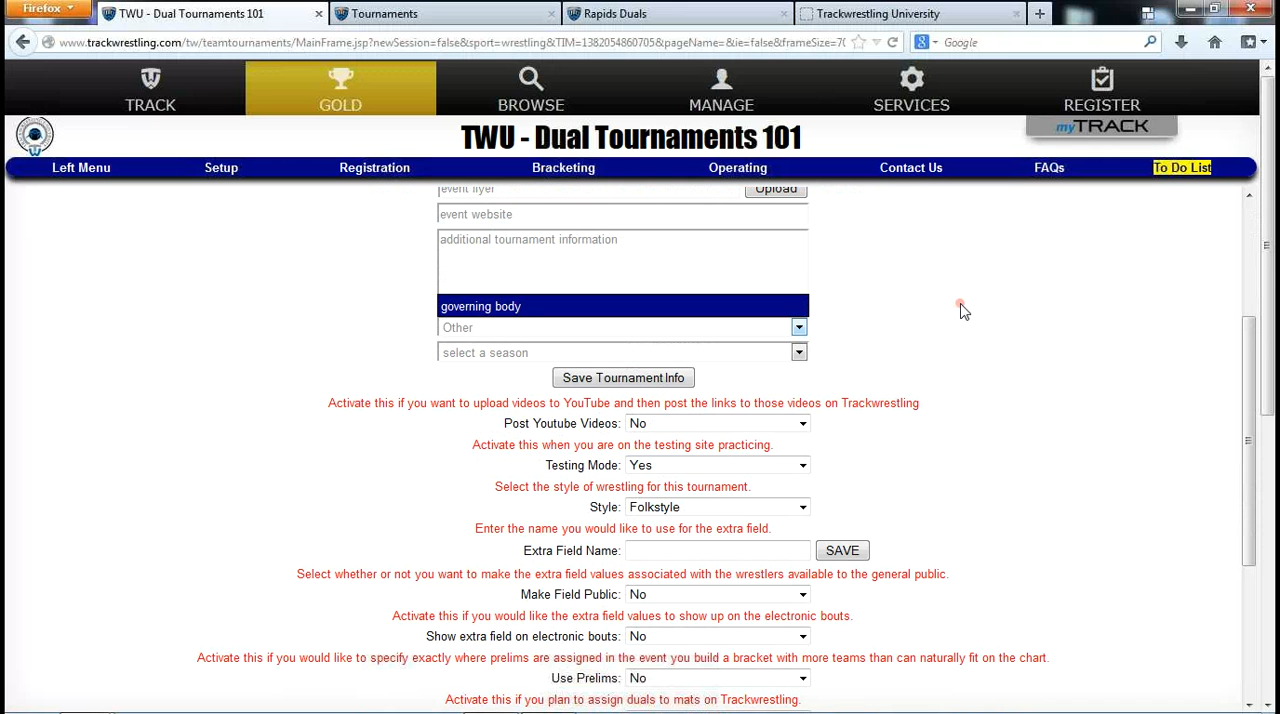 Firefox
TWU - Dual Tournaments 101
Tournaments
Rapids Duals
Trackwrestling University
www.trackwrestling.com/tw/teamtournaments/MainFrame.jsp?newSession=false&sport=wrestling&TIM=1382054860705&pageName=&ie=false&frameSize=70
Google
TRACK
GOLD
BROWSE
MANAGE
SERVICES
REGISTER
TWU - Dual Tournaments 101
myTRACK
Left Menu
Setup
Registration
Bracketing
Operating
Contact Us
FAQs
To Do List
event flyer
Upload
event website
additional tournament information
governing body
Other
select a season
Save Tournament Info
Activate this if you want to upload videos to YouTube and then post the links to those videos on Trackwrestling
Post Youtube Videos: No
Activate this when you are on the testing site practicing.
Testing Mode: Yes
Select the style of wrestling for this tournament.
Style: Folkstyle
Enter the name you would like to use for the extra field.
Extra Field Name: SAVE
Select whether or not you want to make the extra field values associated with the wrestlers available to the general public.
Make Field Public: No
Activate this if you would like the extra field values to show up on the electronic bouts.
Show extra field on electronic bouts: No
Activate this if you would like to specify exactly where prelims are assigned in the event you build a bracket with more teams than can naturally fit on the chart.
Use Prelims: No
Activate this if you plan to assign duals to mats on Trackwrestling.